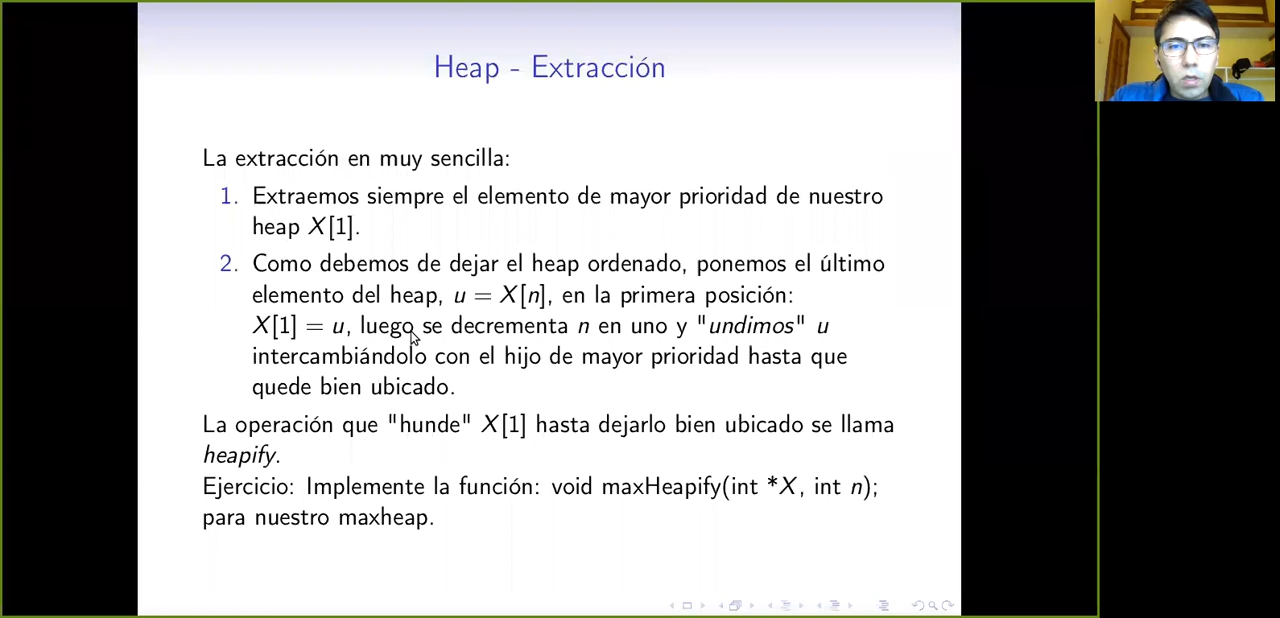 Heap - Extracción
La extracción en muy sencilla:
1. Extraemos siempre el elemento de mayor prioridad de nuestro
heap X[1].
2. Como debemos de dejar el heap ordenado, ponemos el último
elemento del heap, u = X[n], en la primera posición:
X[1] = u, luego se decrementa n en uno y "undimos" u
intercambiándolo con el hijo de mayor prioridad hasta que
quede bien ubicado.
La operación que "hunde" X[1] hasta dejarlo bien ubicado se llama
heapify.
Ejercicio: Implemente la función: void maxHeapify(int *X, int n);
para nuestro maxheap.